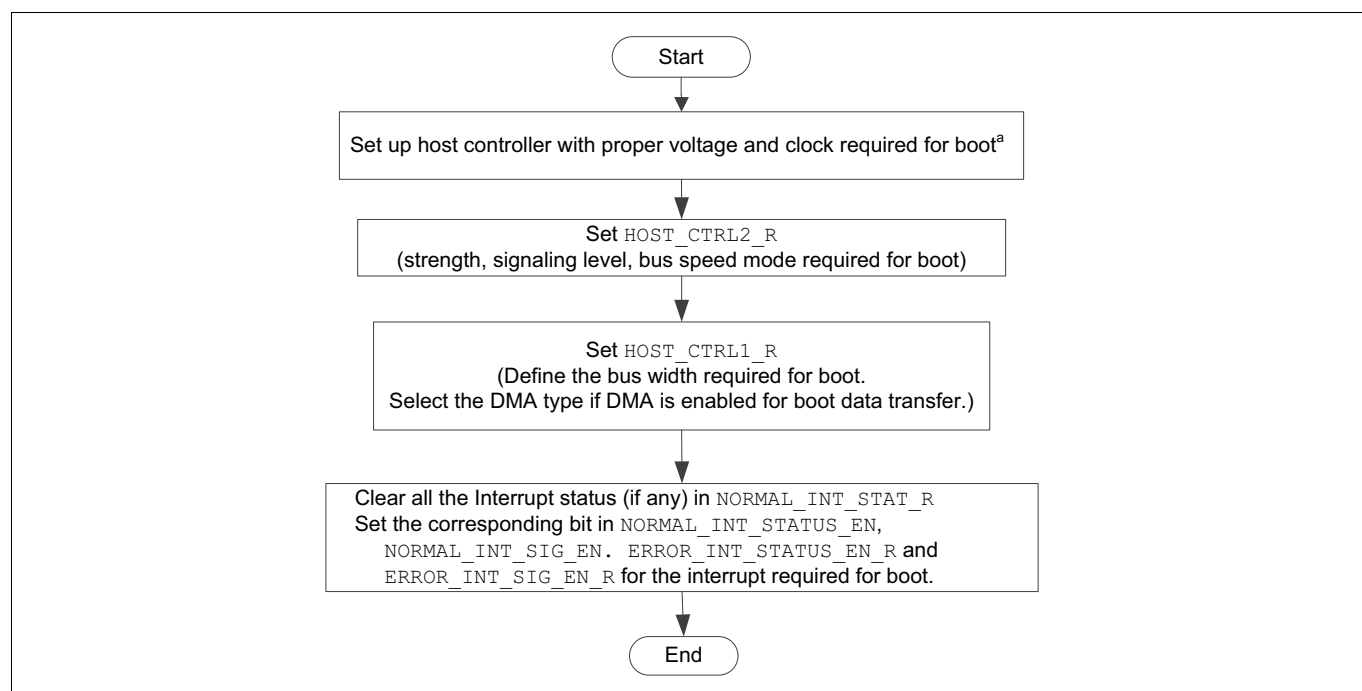 Start
Set up host controller with proper voltage and clock required for bootᵃ
Set HOST_CTRL2_R
(strength, signaling level, bus speed mode required for boot)
Set HOST_CTRL1_R
(Define the bus width required for boot.
Select the DMA type if DMA is enabled for boot data transfer.)
Clear all the Interrupt status (if any) in NORMAL_INT_STAT_R
Set the corresponding bit in NORMAL_INT_STATUS_EN,
NORMAL_INT_SIG_EN. ERROR_INT_STATUS_EN_R and
ERROR_INT_SIG_EN_R for the interrupt required for boot.
End